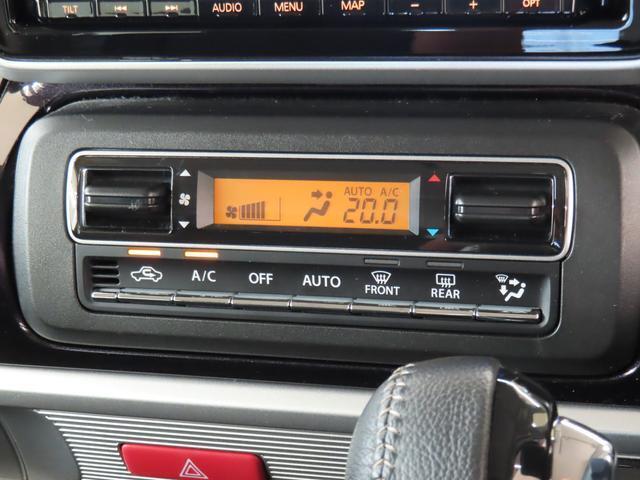 TILT AUDIO MENU MAP - + OPT
AUTO A/C
20.0
A/C OFF AUTO FRONT REAR